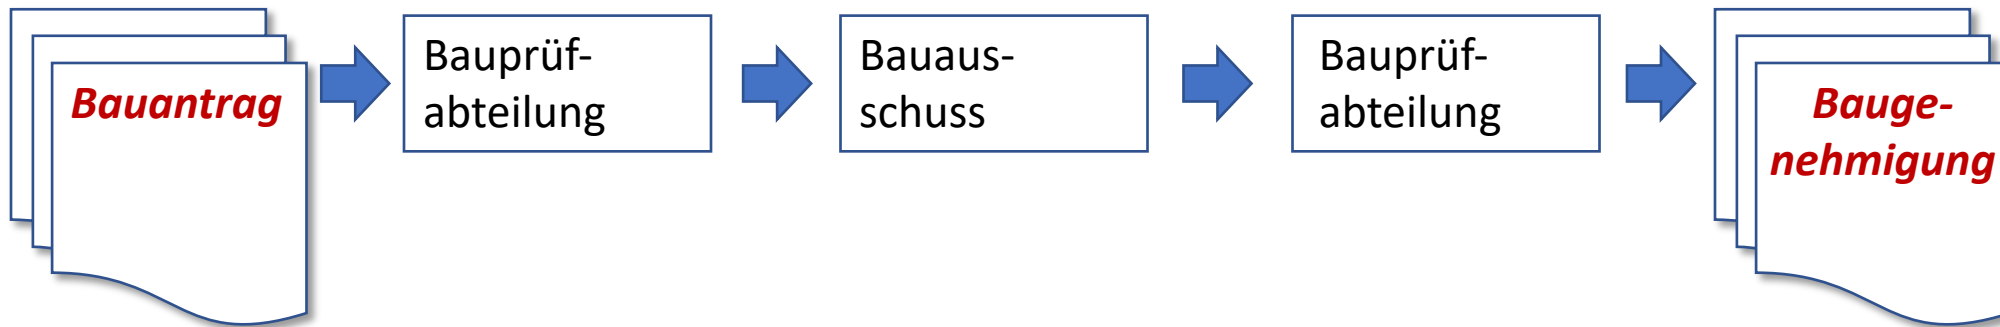 Bauantrag
Bauprüf-
abteilung
Bauaus-
schuss
Bauprüf-
abteilung
Bauge-
nehmigung